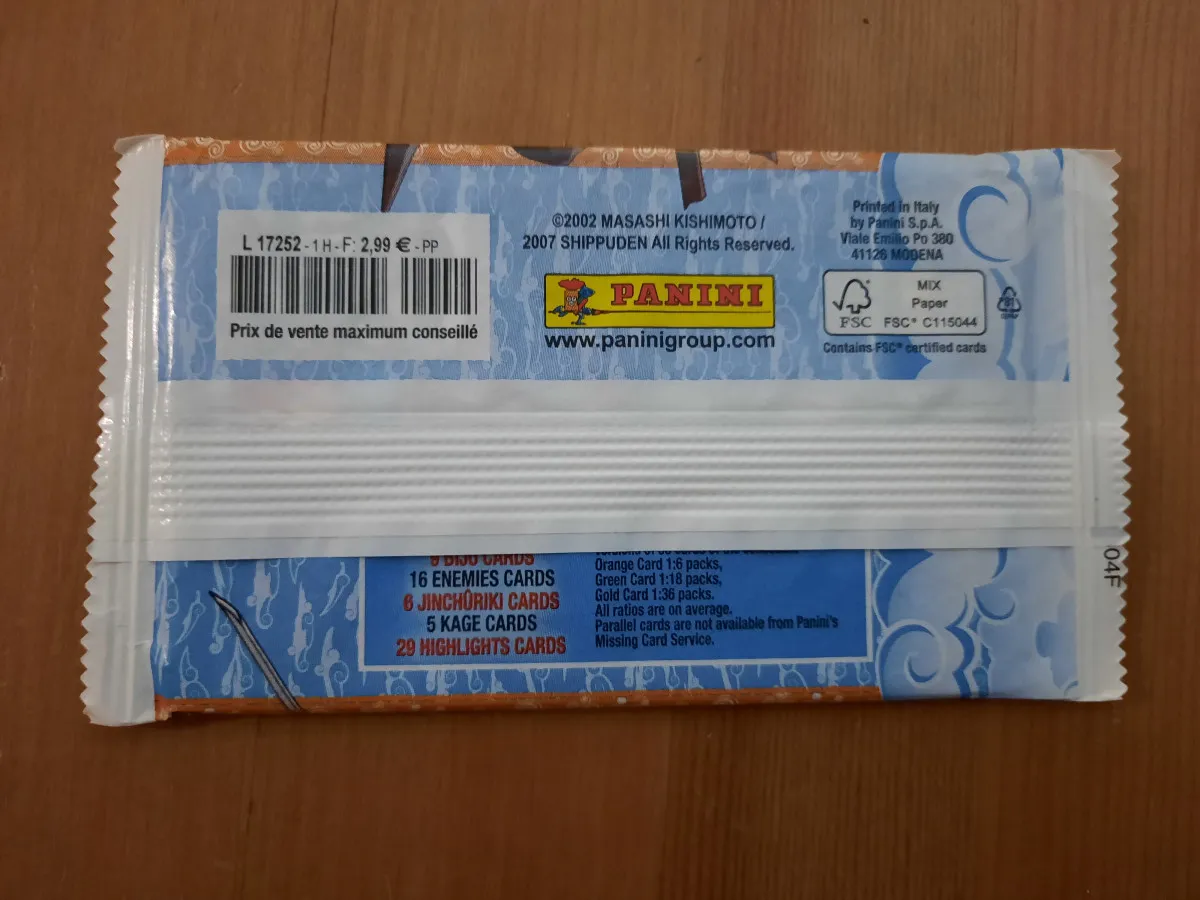 L 17252 - 1 H - F: 2,99 € - PP
Prix de vente maximum conseillé
©2002 MASASHI KISHIMOTO /
2007 SHIPPUDEN All Rights Reserved.
PANINI
www.paninigroup.com
Printed in Italy
by Panini S.p.A.
Viale Emilio Po 380
41126 MODENA
FSC
MIX
Paper
FSC® C115044
Contains FSC® certified cards
9 BIJU CARDS
16 ENEMIES CARDS
6 JINCHÛRIKI CARDS
5 KAGE CARDS
29 HIGHLIGHTS CARDS
Orange Card 1:6 packs,
Green Card 1:18 packs,
Gold Card 1:36 packs.
All ratios are on average.
Parallel cards are not available from Panini's
Missing Card Service.
04F